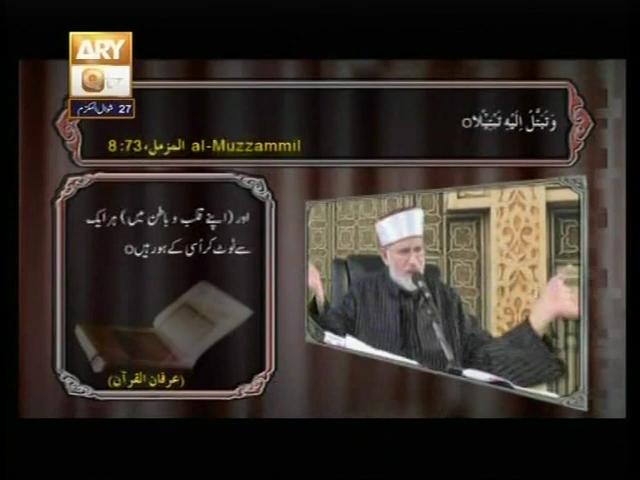 ARY
Q
27 شوال المکرم
وَتَبَتَّلْ إِلَيْهِ تَبْتِيلًا
المزمل، 8:73 al-Muzzammil
اور (اپنے قلب و باطن میں) ہر ایک
سے ٹوٹ کر اُسی کے ہو رہیں
(عرفان القرآن)